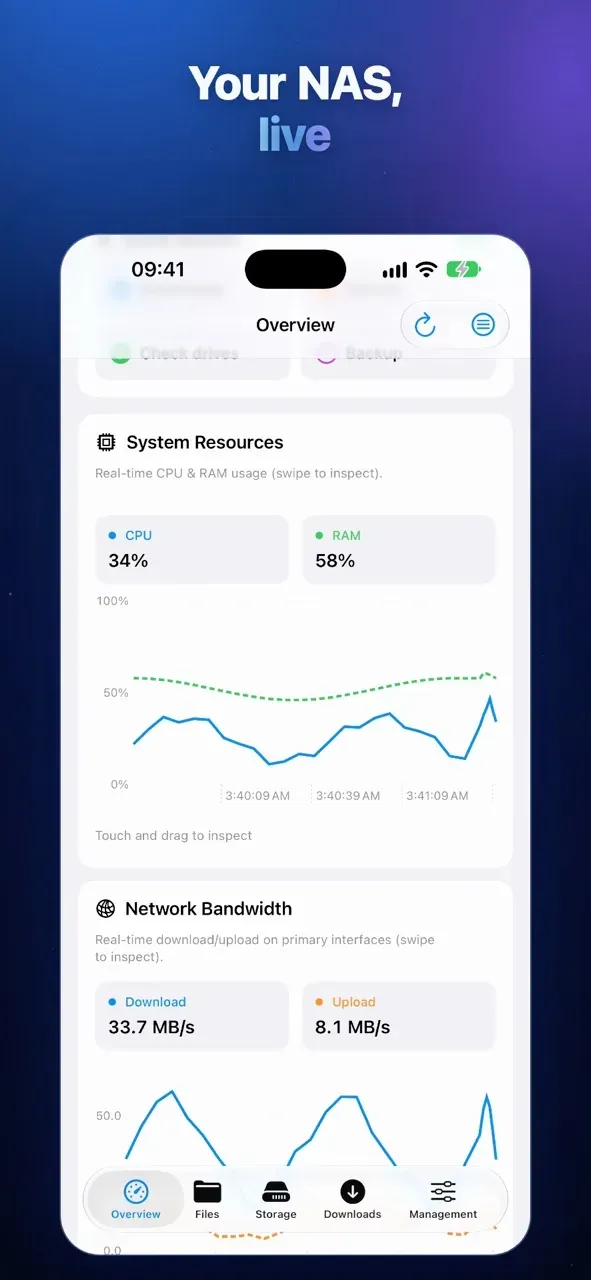 Your NAS,
live
09:41
Overview
Check drives
Backup
System Resources
Real-time CPU & RAM usage (swipe to inspect).
CPU
34%
RAM
58%
100%
50%
0%
3:40:09 AM
3:40:39 AM
3:41:09 AM
Touch and drag to inspect
Network Bandwidth
Real-time download/upload on primary interfaces (swipe
to inspect).
Download
33.7 MB/s
Upload
8.1 MB/s
50.0
Overview
Files
Storage
Downloads
Management
0.0